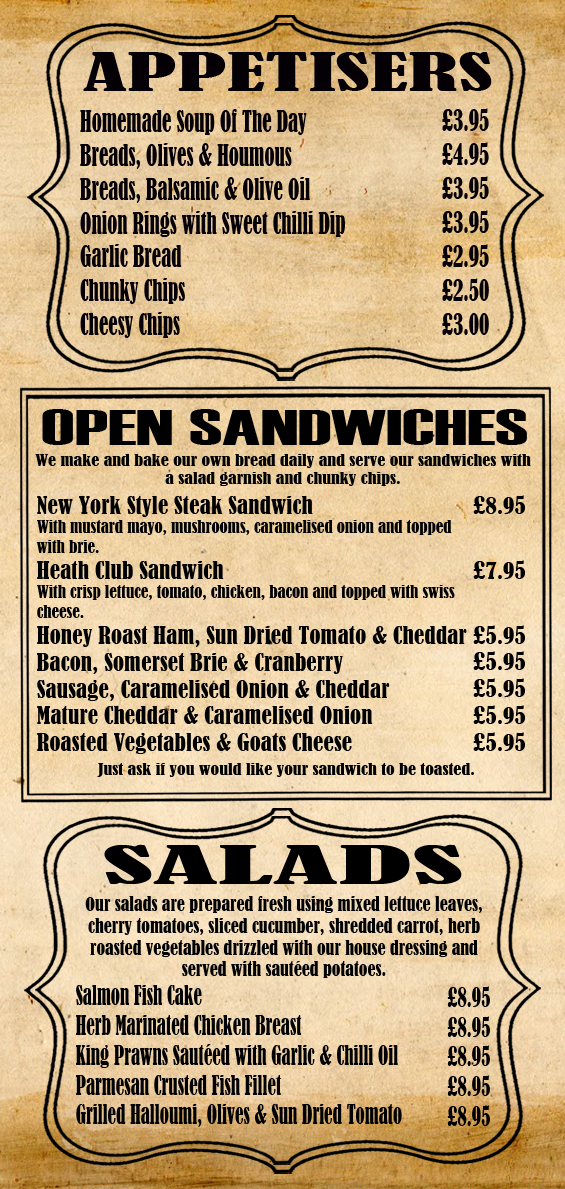 APPETISERS
Homemade Soup Of The Day £3.95
Breads, Olives & Houmous £4.95
Breads, Balsamic & Olive Oil £3.95
Onion Rings with Sweet Chilli Dip £3.95
Garlic Bread £2.95
Chunky Chips £2.50
Cheesy Chips £3.00
OPEN SANDWICHES
We make and bake our own bread daily and serve our sandwiches with
a salad garnish and chunky chips.
New York Style Steak Sandwich £8.95
With mustard mayo, mushrooms, caramelised onion and topped
with brie.
Heath Club Sandwich £7.95
With crisp lettuce, tomato, chicken, bacon and topped with swiss
cheese.
Honey Roast Ham, Sun Dried Tomato & Cheddar £5.95
Bacon, Somerset Brie & Cranberry £5.95
Sausage, Caramelised Onion & Cheddar £5.95
Mature Cheddar & Caramelised Onion £5.95
Roasted Vegetables & Goats Cheese £5.95
Just ask if you would like your sandwich to be toasted.
SALADS
Our salads are prepared fresh using mixed lettuce leaves,
cherry tomatoes, sliced cucumber, shredded carrot, herb
roasted vegetables drizzled with our house dressing and
served with sautéed potatoes.
Salmon Fish Cake £8.95
Herb Marinated Chicken Breast £8.95
King Prawns Sautéed with Garlic & Chilli Oil £8.95
Parmesan Crusted Fish Fillet £8.95
Grilled Halloumi, Olives & Sun Dried Tomato £8.95